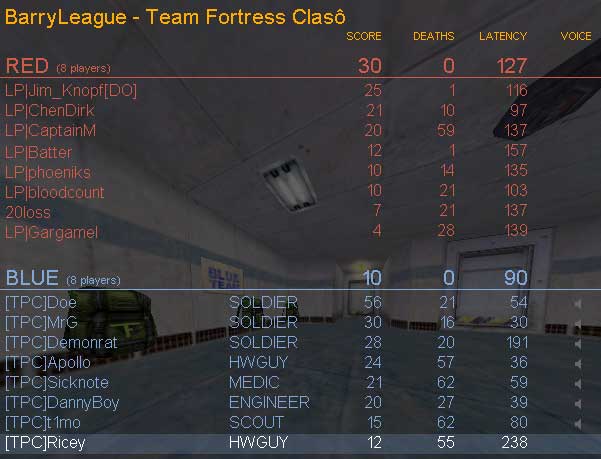 BarryLeague - Team Fortress Clasô
SCORE DEATHS LATENCY VOICE
RED (8 players) 30 0 127
LP|Jim_Knopf[DO] 25 1 116
LP|ChenDirk 21 10 97
LP|CaptainM 20 59 137
LP|Batter 12 1 157
LP|phoeniks 10 14 135
LP|bloodcount 10 21 103
20loss 7 21 137
LP|Gargamel 4 28 139
BLUE TEAM
BLUE (8 players) 10 0 90
[TPC]Doe SOLDIER 56 21 54
[TPC]MrG SOLDIER 30 16 30
[TPC]Demonrat SOLDIER 28 20 191
[TPC]Apollo HWGUY 24 57 36
[TPC]Sicknote MEDIC 21 62 59
[TPC]DannyBoy ENGINEER 20 27 39
[TPC]t1mo SCOUT 15 62 80
[TPC]Ricey HWGUY 12 55 238